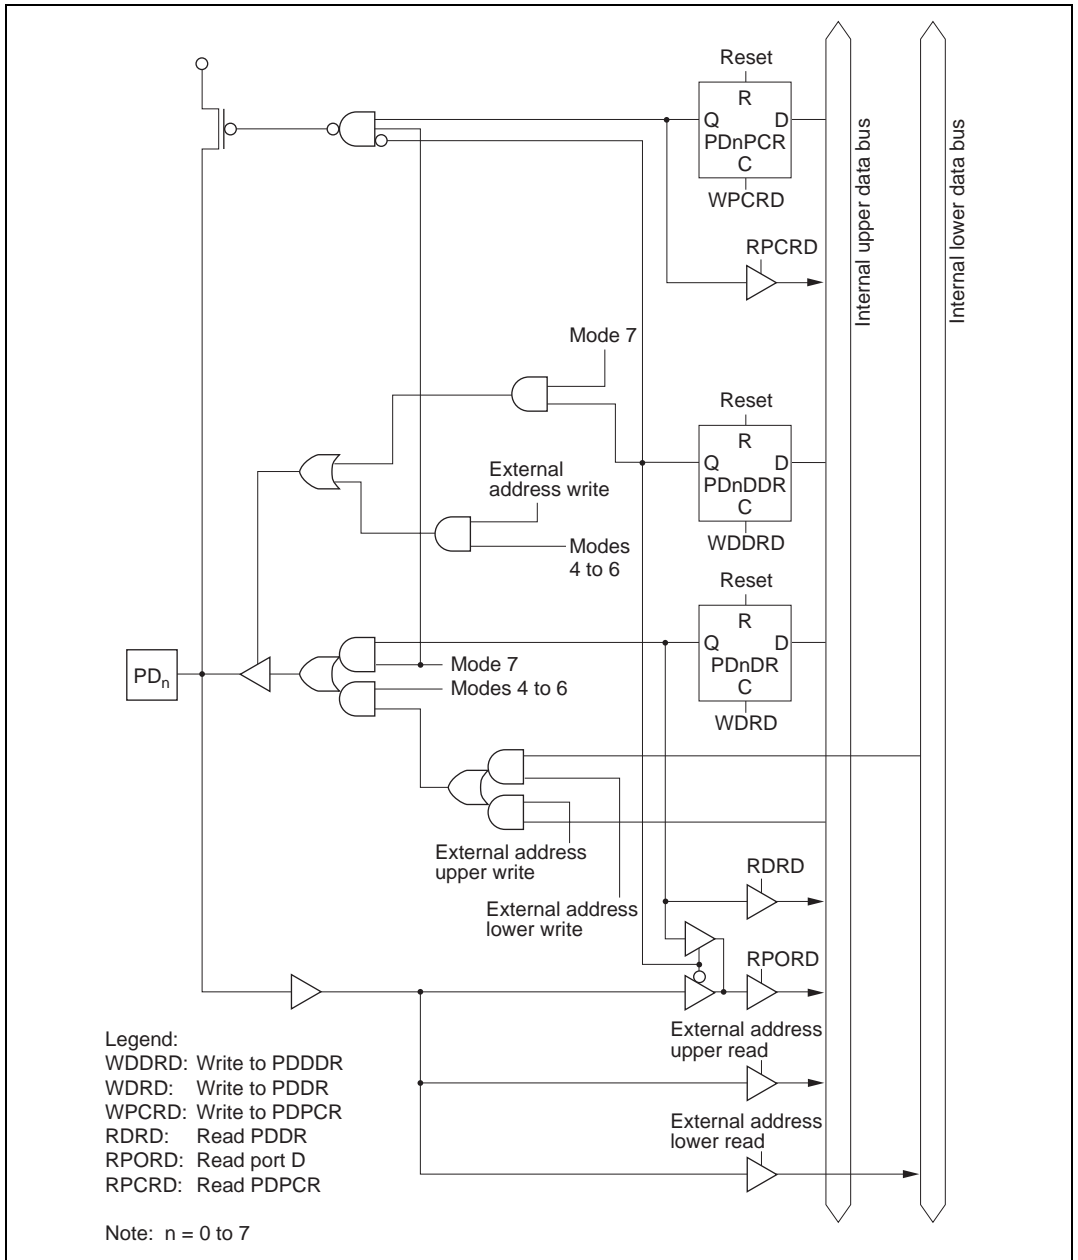 Reset
R
Q D
PDnPCR
C
WPCRD
RPCRD
Internal upper data bus
Internal lower data bus
Mode 7
Reset
R
Q D
PDnDDR
C
WDDRD
External
address write
Modes
4 to 6
Reset
R
Q D
PDnDR
C
WDRD
Mode 7
Modes 4 to 6
PDn
External address
upper write
External address
lower write
RDRD
RPORD
External address
upper read
External address
lower read
Legend:
WDDRD: Write to PDDDR
WDRD: Write to PDDR
WPCRD: Write to PDPCR
RDRD: Read PDDR
RPORD: Read port D
RPCRD: Read PDPCR
Note: n = 0 to 7